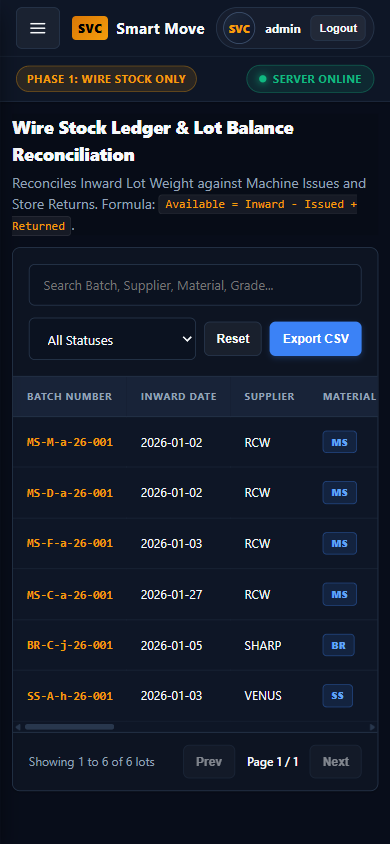 SVC Smart Move SVC admin Logout
PHASE 1: WIRE STOCK ONLY SERVER ONLINE
Wire Stock Ledger & Lot Balance
Reconciliation
Reconciles Inward Lot Weight against Machine Issues and
Store Returns. Formula: Available = Inward - Issued +
Returned.
Search Batch, Supplier, Material, Grade...
All Statuses Reset Export CSV
BATCH NUMBER INWARD DATE SUPPLIER MATERIAL
MS-M-a-26-001 2026-01-02 RCW MS
MS-D-a-26-001 2026-01-02 RCW MS
MS-F-a-26-001 2026-01-03 RCW MS
MS-C-a-26-001 2026-01-27 RCW MS
BR-C-j-26-001 2026-01-05 SHARP BR
SS-A-h-26-001 2026-01-03 VENUS SS
Showing 1 to 6 of 6 lots Prev Page 1 / 1 Next